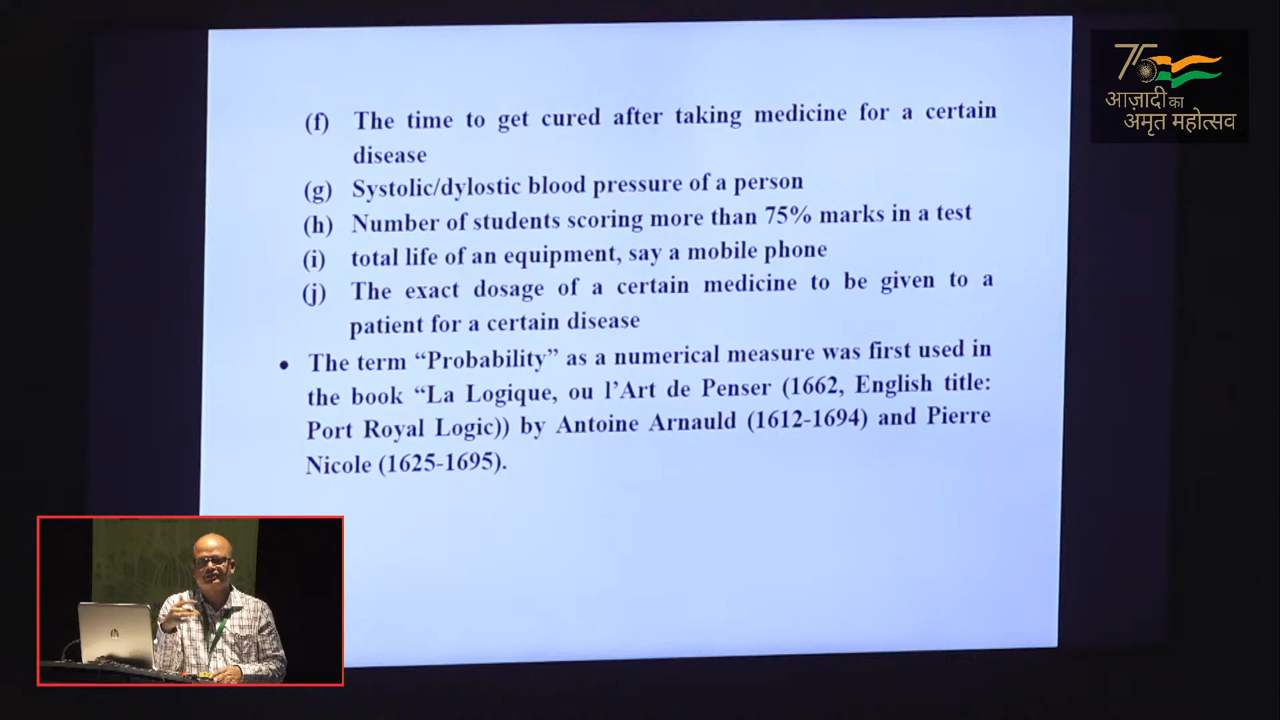 (f) The time to get cured after taking medicine for a certain
disease
(g) Systolic/dylostic blood pressure of a person
(h) Number of students scoring more than 75% marks in a test
(i) total life of an equipment, say a mobile phone
(j) The exact dosage of a certain medicine to be given to a
patient for a certain disease
• The term “Probability” as a numerical measure was first used in
the book “La Logique, ou l’Art de Penser (1662, English title:
Port Royal Logic)) by Antoine Arnauld (1612-1694) and Pierre
Nicole (1625-1695).
75
आज़ादी का
अमृत महोत्सव
hp